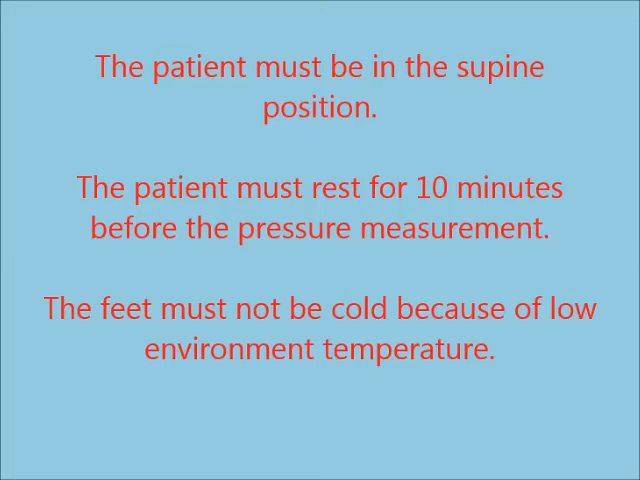 The patient must be in the supine
position.
The patient must rest for 10 minutes
before the pressure measurement.
The feet must not be cold because of low
environment temperature.